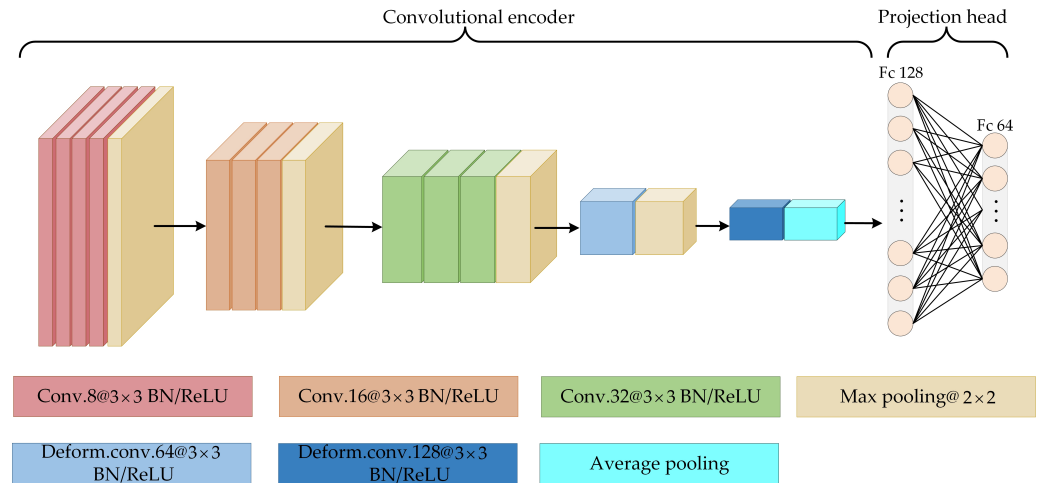 Convolutional encoder
Projection head
Fc 128
Fc 64
Conv.8@3×3 BN/ReLU
Conv.16@3×3 BN/ReLU
Conv.32@3×3 BN/ReLU
Max pooling@ 2×2
Deform.conv.64@3×3
BN/ReLU
Deform.conv.128@3×3
BN/ReLU
Average pooling